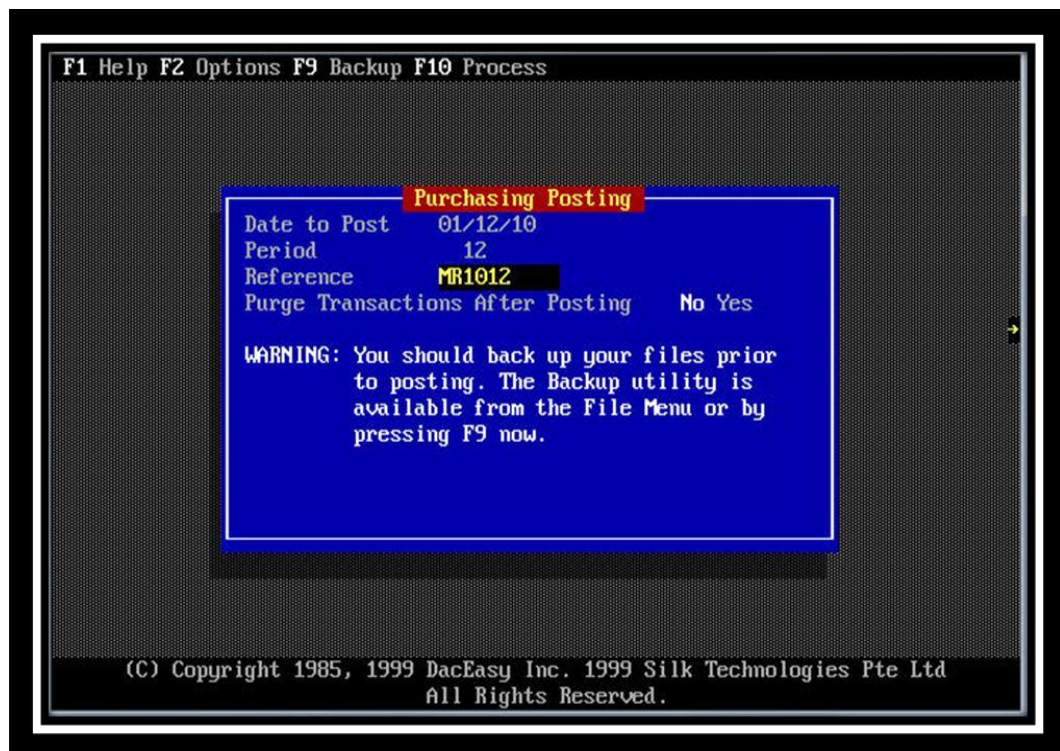 F1 Help F2 Options F9 Backup F10 Process
Purchasing Posting
Date to Post 01/12/10
Period 12
Reference MR1012
Purge Transactions After Posting No Yes
WARNING: You should back up your files prior
to posting. The Backup utility is
available from the File Menu or by
pressing F9 now.
(C) Copyright 1985, 1999 DacEasy Inc. 1999 Silk Technologies Pte Ltd
All Rights Reserved.